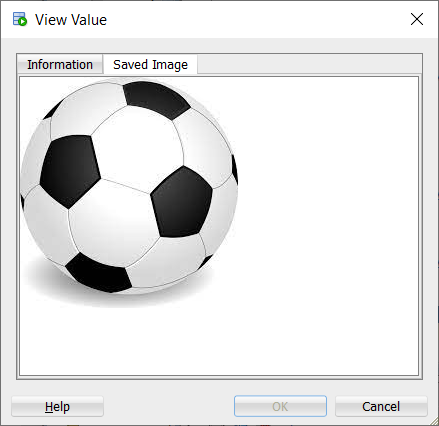 View Value
Information Saved Image
Help OK Cancel